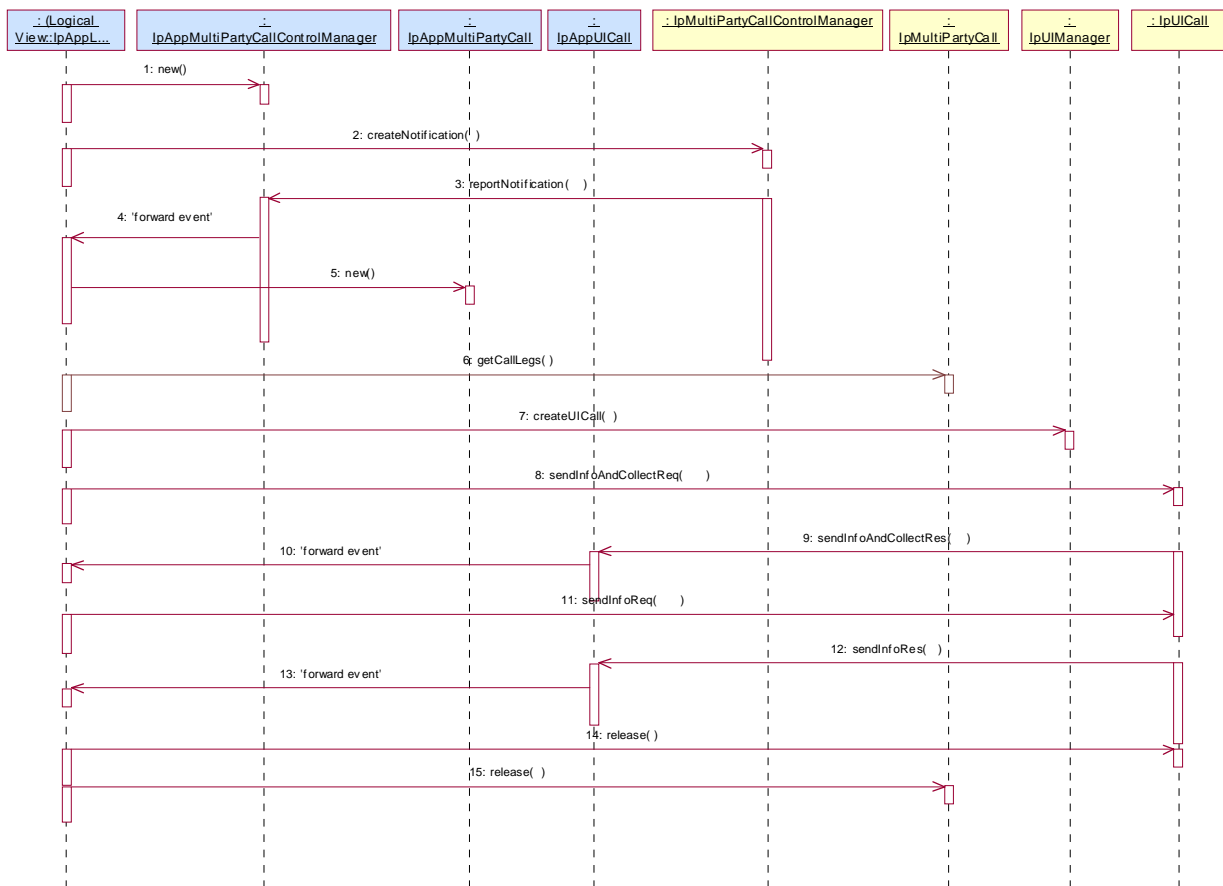 : (Logical
View::IpAppL...
:
IpAppMultiPartyCallControlManager
:
IpAppMultiPartyCall
:
IpAppUICall
: IpMultiPartyCallControlManager
:
IpMultiPartyCall
:
IpUIManager
: IpUICall
1: new()
2: createNotification( )
3: reportNotification( )
4: 'forward event'
5: new()
6: getCallLegs( )
7: createUICall( )
8: sendInfoAndCollectReq( )
9: sendInfoAndCollectRes( )
10: 'forward event'
11: sendInfoReq( )
12: sendInfoRes( )
13: 'forward event'
14: release( )
15: release( )